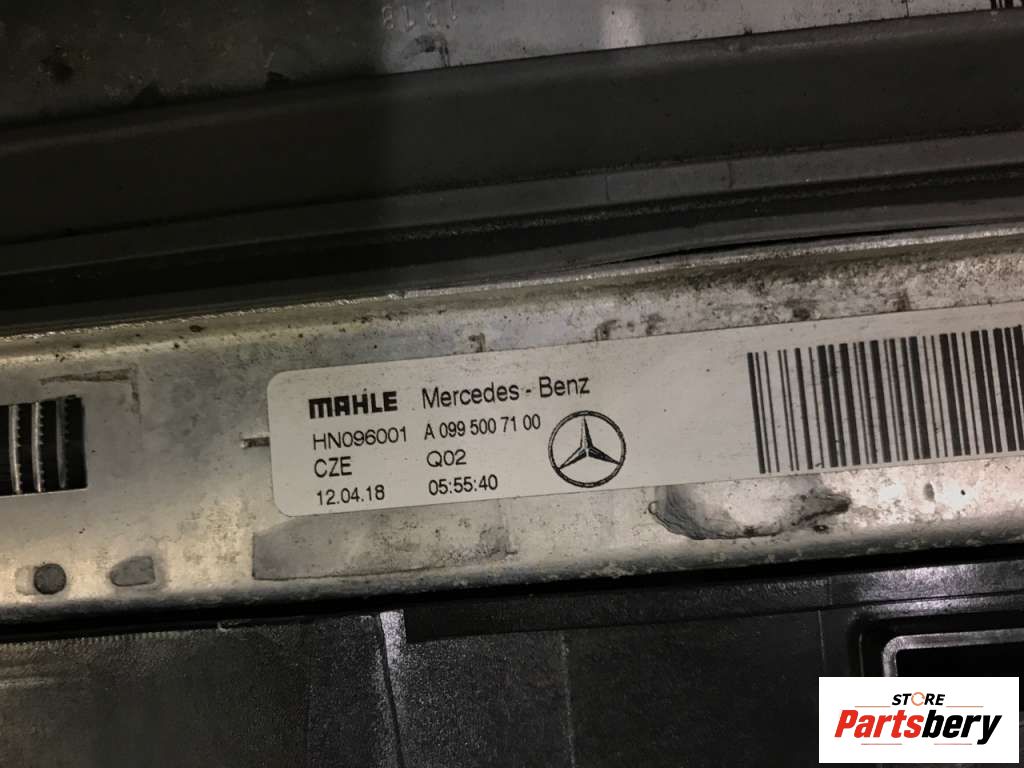 MAHLE Mercedes - Benz
HN096001 A 099 500 71 00
CZE Q02
12.04.18 05:55:40
STORE
Partsbery